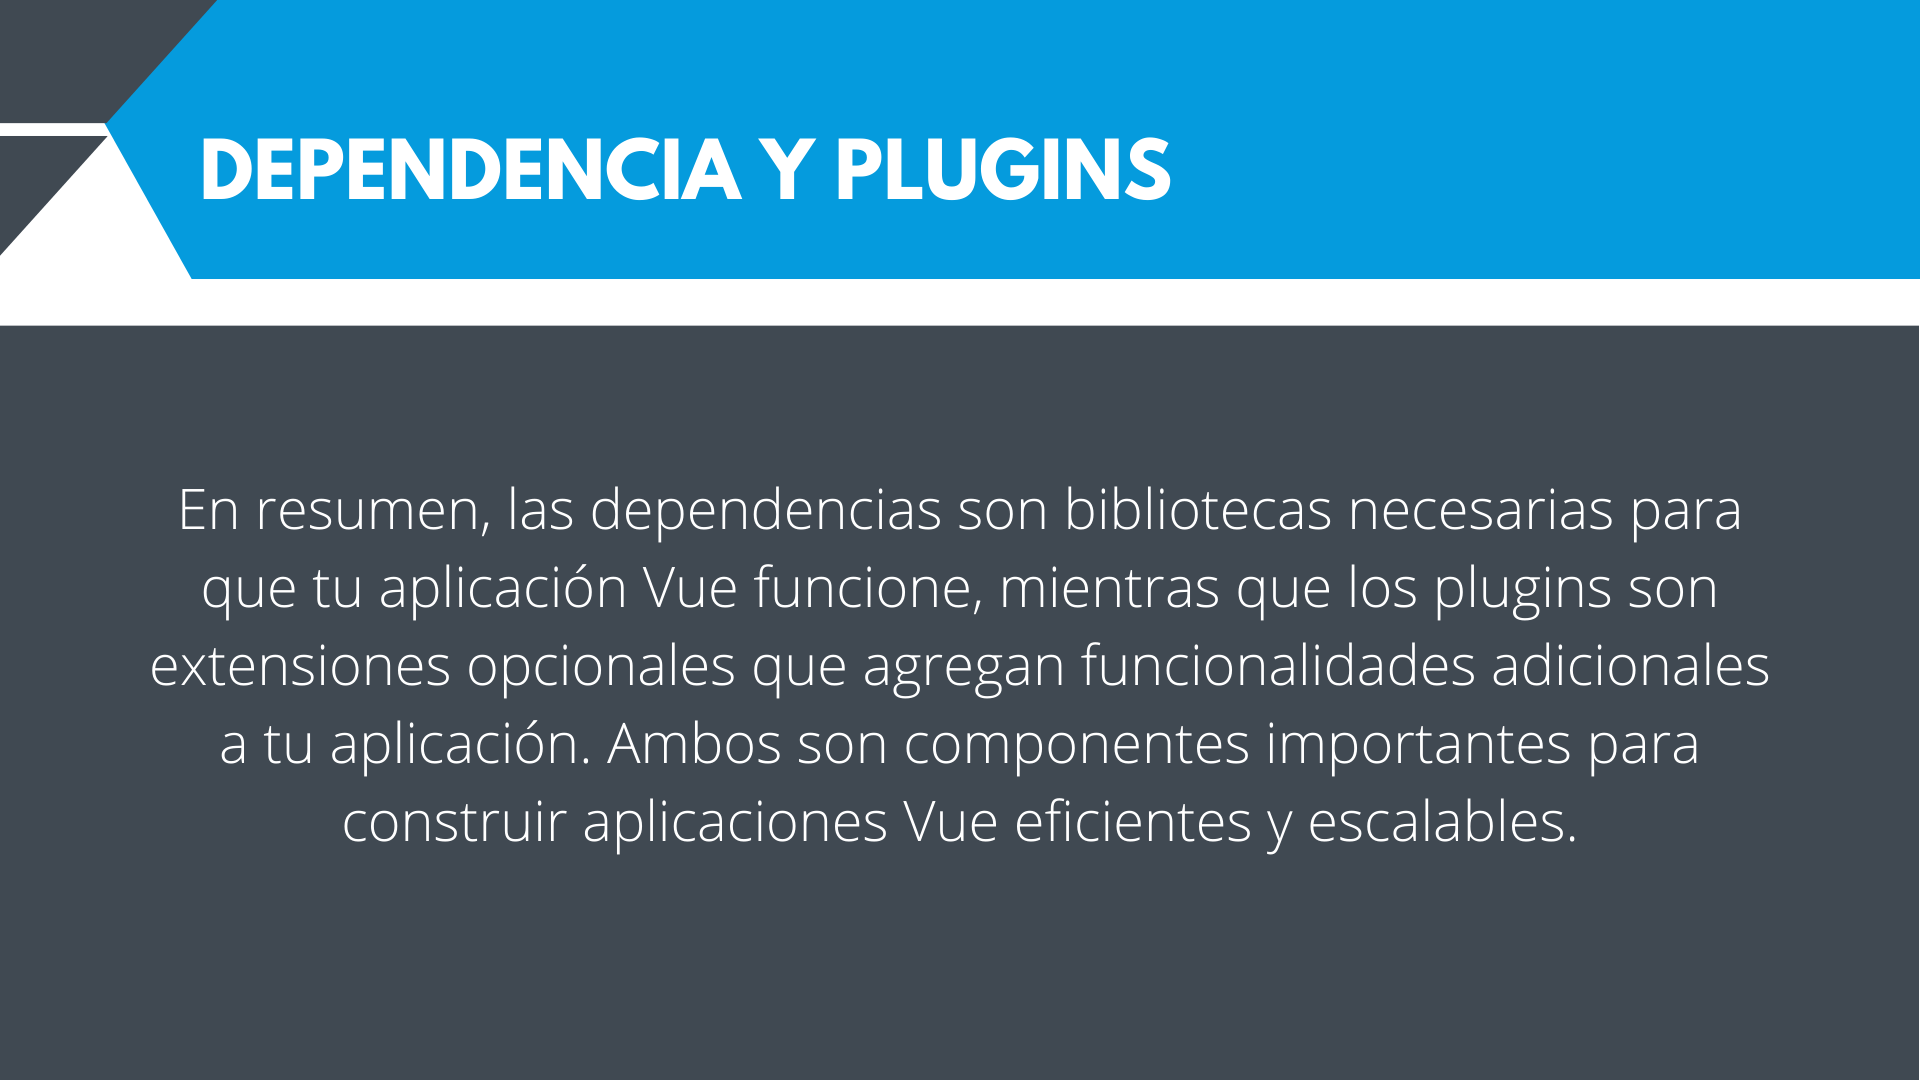 DEPENDENCIA Y PLUGINS
En resumen, las dependencias son bibliotecas necesarias para
que tu aplicación Vue funcione, mientras que los plugins son
extensiones opcionales que agregan funcionalidades adicionales
a tu aplicación. Ambos son componentes importantes para
construir aplicaciones Vue eficientes y escalables.